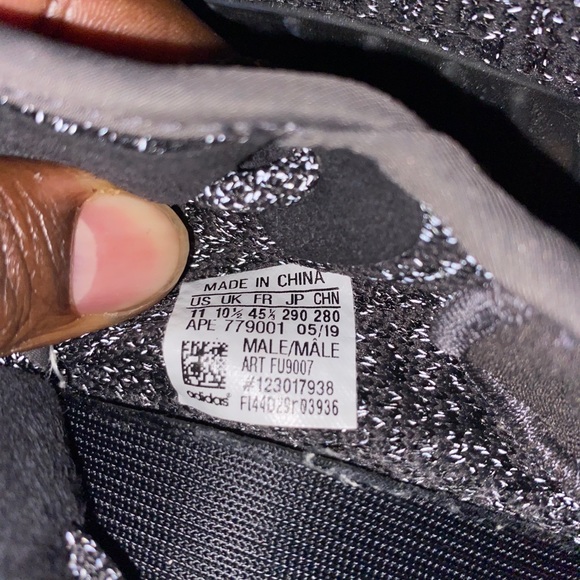 MADE IN CHINA
US UK FR JP CHN
11 10½ 45⅓ 290 280
APE 779001 05/19
MALE/MÂLE
ART FU9007
#123017938
adidas